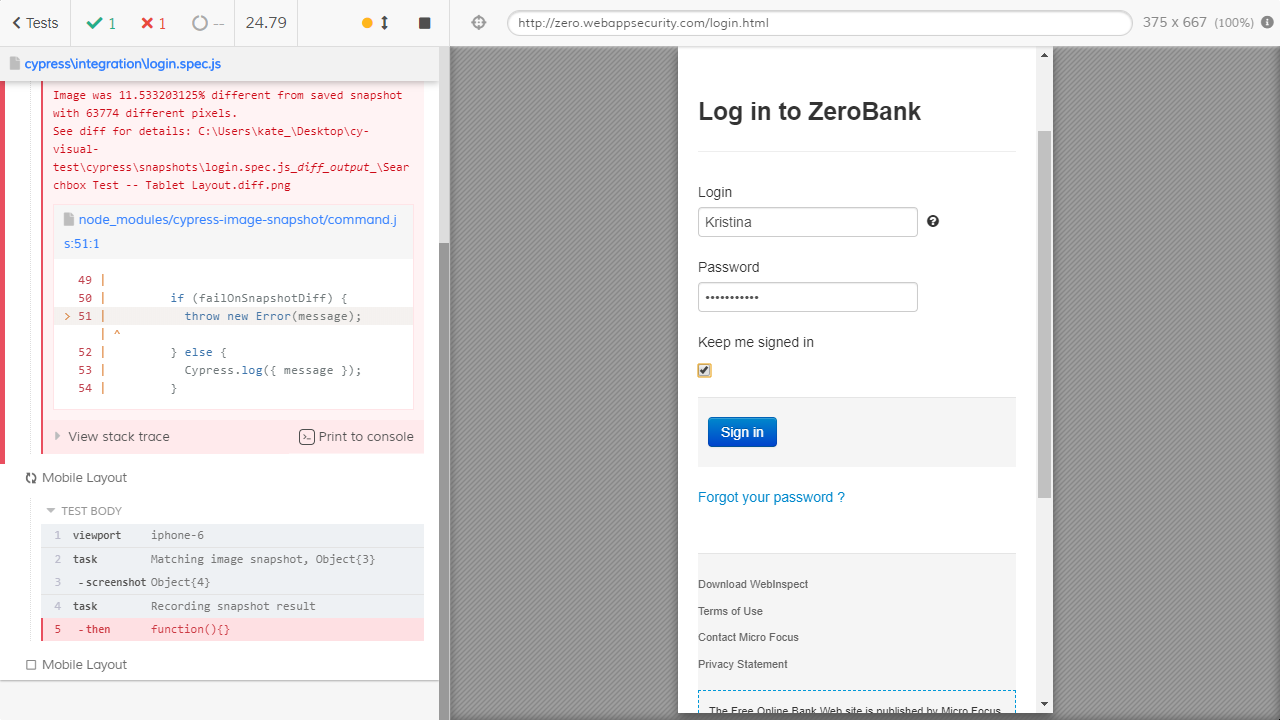 Tests
1
1
--
24.79
http://zero.webappsecurity.com/login.html
375 x 667 (100%)
cypress\integration\login.spec.js
Image was 11.533203125% different from saved snapshot
with 63774 different pixels.
See diff for details: C:\Users\kate_\Desktop\cy-
visual-
test\cypress\snapshots\login.spec.js_diff_output_\Sear
chbox Test -- Tablet Layout.diff.png
node_modules/cypress-image-snapshot/command.j
s:51:1
49 |
50 | if (failOnSnapshotDiff) {
> 51 | throw new Error(message);
| ^
52 | } else {
53 | Cypress.log({ message });
54 | }
View stack trace
Print to console
Mobile Layout
TEST BODY
1 viewport iphone-6
2 task Matching image snapshot, Object{3}
3 -screenshot Object{4}
4 task Recording snapshot result
5 -then function(){}
Mobile Layout
Log in to ZeroBank
Login
Kristina
Password
•••••••••••
Keep me signed in
Sign in
Forgot your password ?
Download WebInspect
Terms of Use
Contact Micro Focus
Privacy Statement
The Free Online Bank Web site is published by Micro Focus